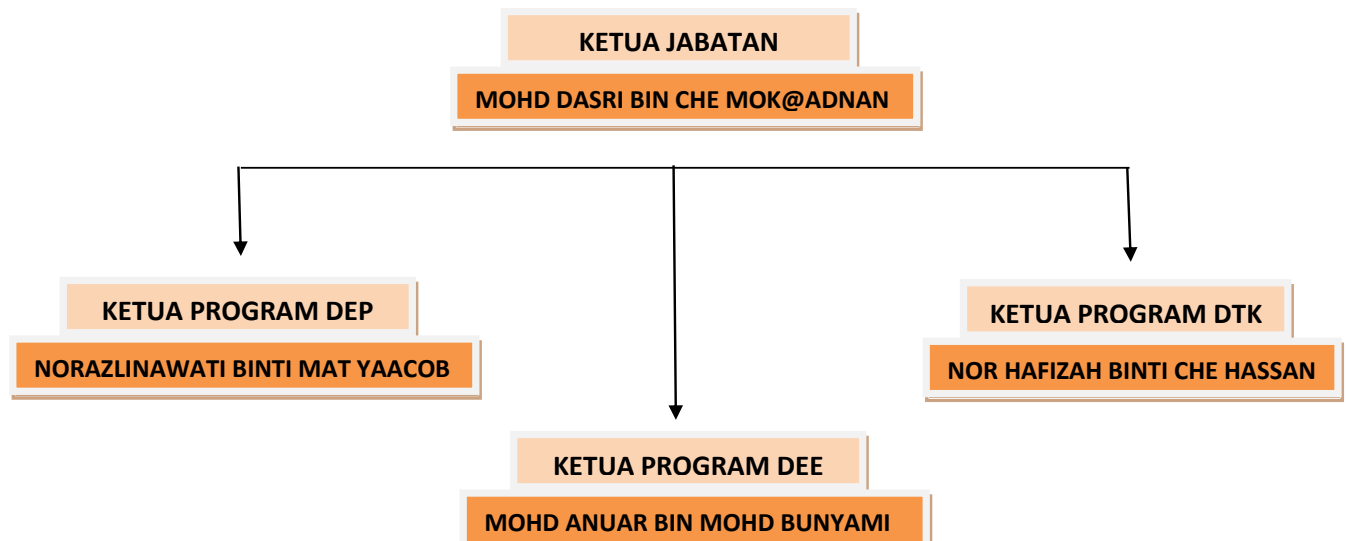 KETUA JABATAN
MOHD DASRI BIN CHE MOK@ADNAN
KETUA PROGRAM DEP
NORAZLINAWATI BINTI MAT YAACOB
KETUA PROGRAM DTK
NOR HAFIZAH BINTI CHE HASSAN
KETUA PROGRAM DEE
MOHD ANUAR BIN MOHD BUNYAMI